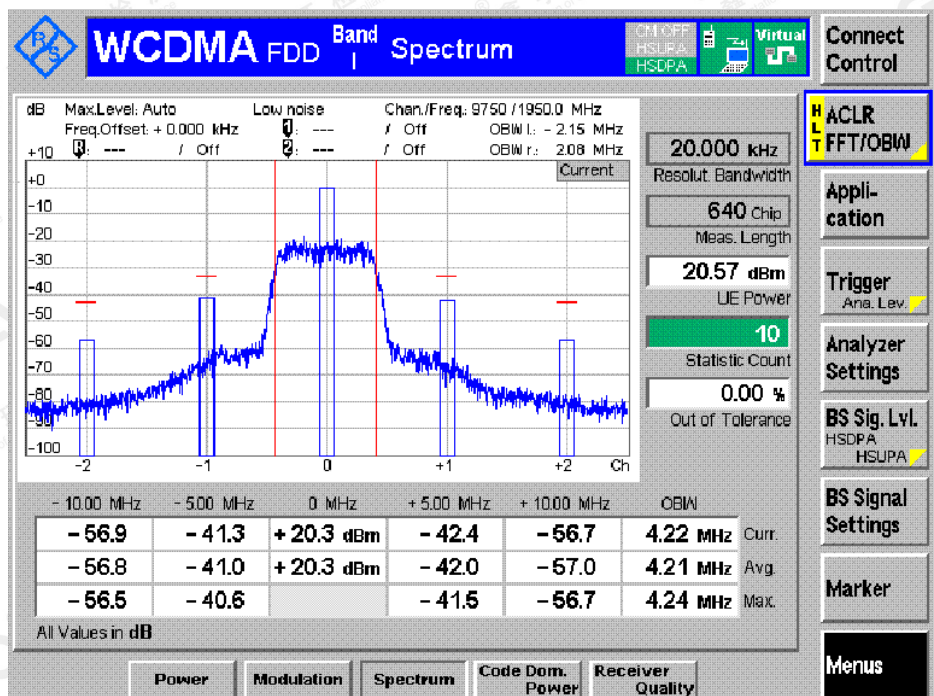 R&S
WCDMA FDD Band I Spectrum
CM OFF
HSUPA
HSDPA
Virtual
Connect Control
dB Max.Level: Auto Low noise Chan./Freq.: 9750 / 1950.0 MHz
Freq.Offset: + 0.000 kHz 1: --- / Off OBW l.: - 2.15 MHz
R: --- / Off 2: --- / Off OBW r.: 2.08 MHz
Current
+10
+0
-10
-20
-30
-40
-50
-60
-70
-80
-90
-100
-2 -1 0 +1 +2 Ch
20.000 kHz
Resolut. Bandwidth
640 Chip
Meas. Length
20.57 dBm
UE Power
10
Statistic Count
0.00 %
Out of Tolerance
- 10.00 MHz - 5.00 MHz 0 MHz + 5.00 MHz + 10.00 MHz OBW
- 56.9 - 41.3 + 20.3 dBm - 42.4 - 56.7 4.22 MHz Curr.
- 56.8 - 41.0 + 20.3 dBm - 42.0 - 57.0 4.21 MHz Avg.
- 56.5 - 40.6 - 41.5 - 56.7 4.24 MHz Max.
All Values in dB
HLT
ACLR
FFT/OBW
Appli-
cation
Trigger
Ana. Lev.
Analyzer
Settings
BS Sig. Lvl.
HSDPA
HSUPA
BS Signal
Settings
Marker
Menus
Power
Modulation
Spectrum
Code Dom.
Power
Receiver
Quality